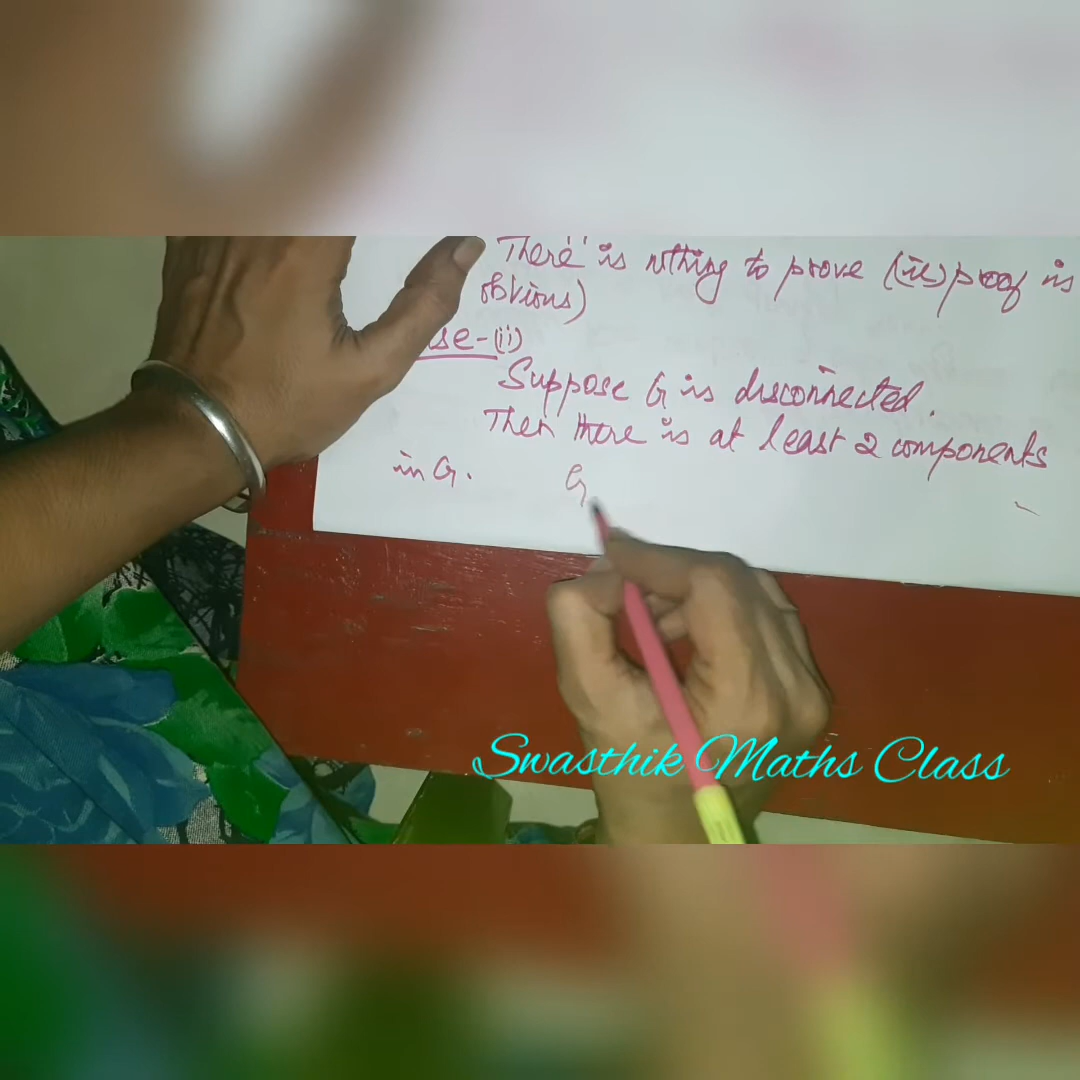 There is nothing to prove (ie) proof is
obvious)
se-(ii)
Suppose G is disconnected.
Then there is at least 2 components
in G. G
Swasthik Maths Class